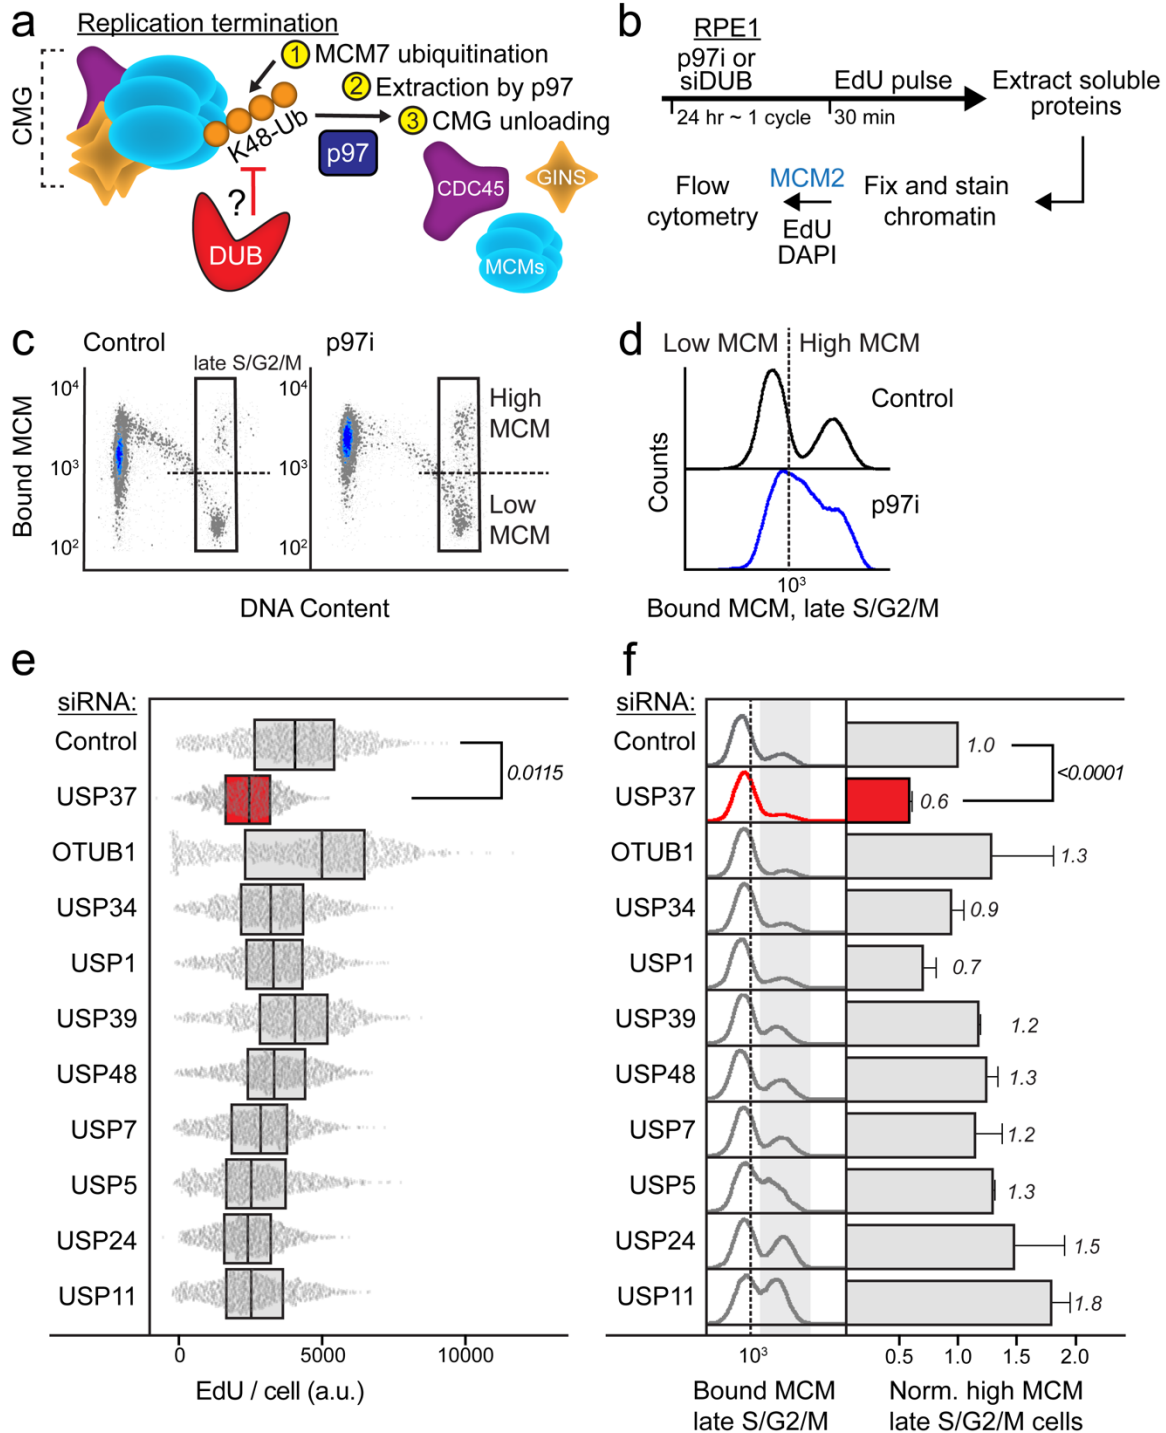 a
Replication termination
CMG
1 MCM7 ubiquitination
2 Extraction by p97
3 CMG unloading
K48-Ub
p97
?
DUB
CDC45
GINS
MCMs
b
RPE1
p97i or
siDUB
EdU pulse
24 hr ~ 1 cycle
30 min
Extract soluble
proteins
Fix and stain
chromatin
MCM2
EdU
DAPI
Flow
cytometry
c
Control
p97i
late S/G2/M
Bound MCM
10⁴
10³
10²
10⁴
10³
10²
High
MCM
Low
MCM
DNA Content
d
Low MCM
High MCM
Control
p97i
Counts
10³
Bound MCM, late S/G2/M
e
siRNA:
Control
USP37
OTUB1
USP34
USP1
USP39
USP48
USP7
USP5
USP24
USP11
0.0115
0
5000
10000
EdU / cell (a.u.)
f
siRNA:
Control
USP37
OTUB1
USP34
USP1
USP39
USP48
USP7
USP5
USP24
USP11
1.0
0.6
1.3
0.9
0.7
1.2
1.3
1.2
1.3
1.5
1.8
<0.0001
10³
Bound MCM
late S/G2/M
0.5
1.0
1.5
2.0
Norm. high MCM
late S/G2/M cells